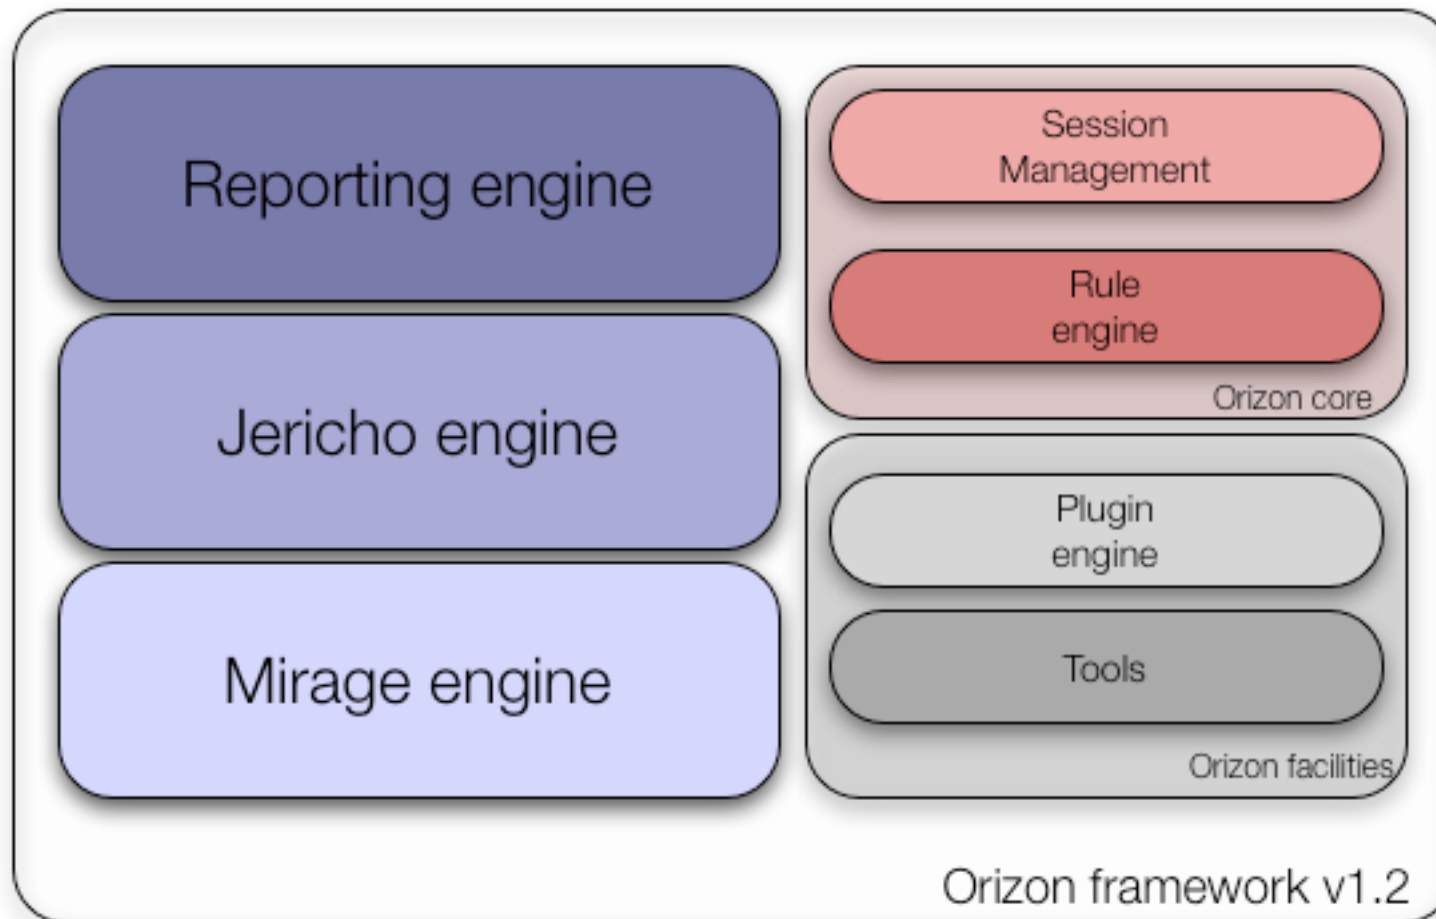 Reporting engine
Jericho engine
Mirage engine
Session
Management
Rule
engine
Orizon core
Plugin
engine
Tools
Orizon facilities
Orizon framework v1.2